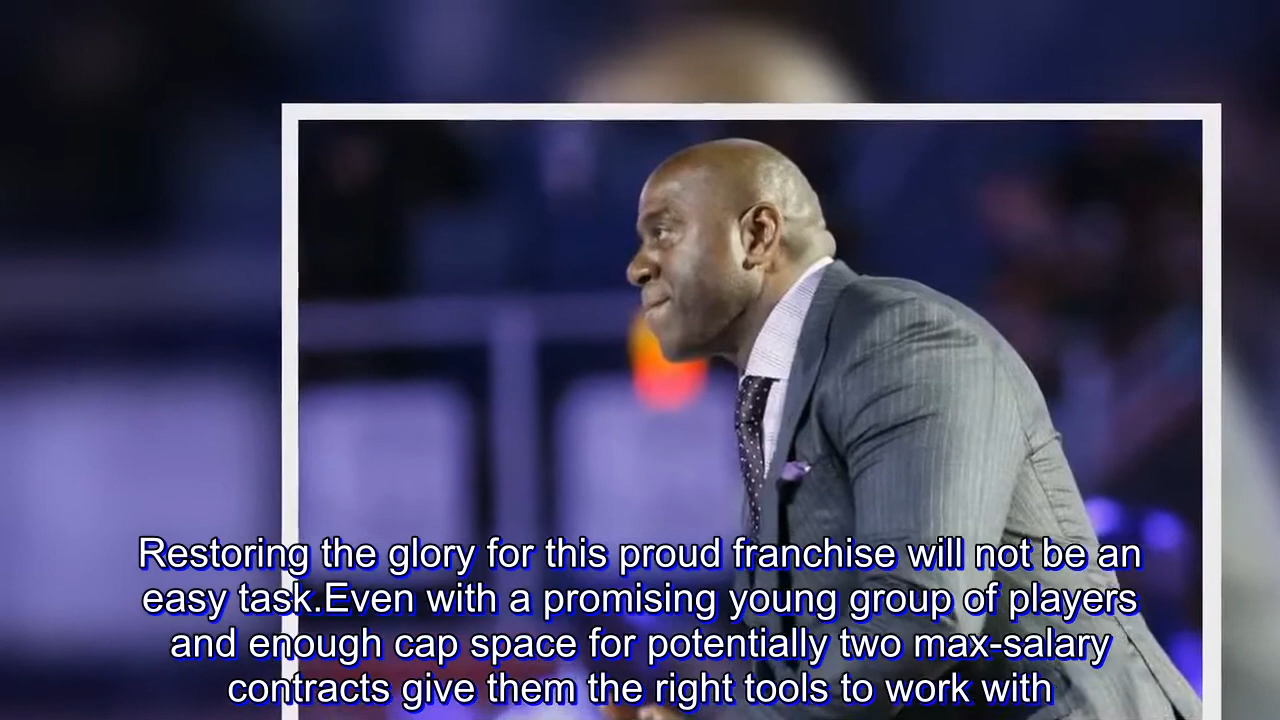 Restoring the glory for this proud franchise will not be an
easy task.Even with a promising young group of players
and enough cap space for potentially two max-salary
contracts give them the right tools to work with